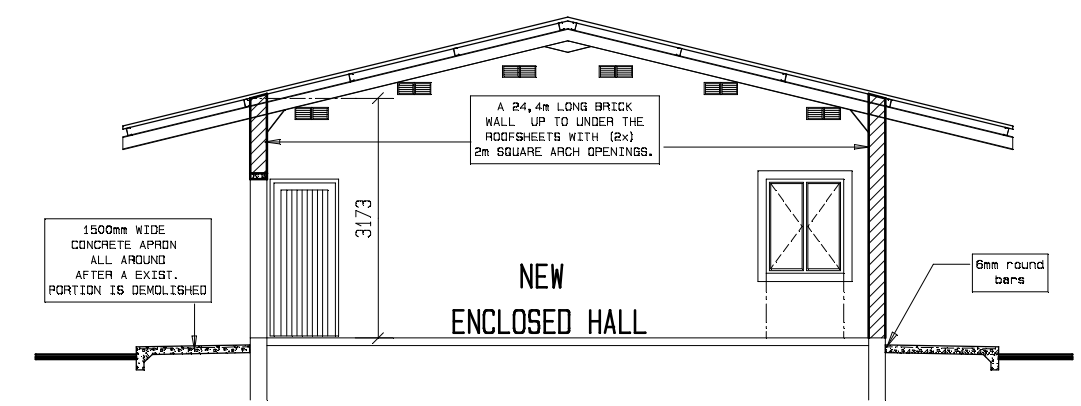 A 24,4m LONG BRICK
WALL UP TO UNDER THE
ROOFSHEETS WITH (2x)
2m SQUARE ARCH OPENINGS.
3173
1500mm WIDE
CONCRETE APRON
ALL AROUND
AFTER A EXIST.
PORTION IS DEMOLISHED
NEW
ENCLOSED HALL
6mm round
bars